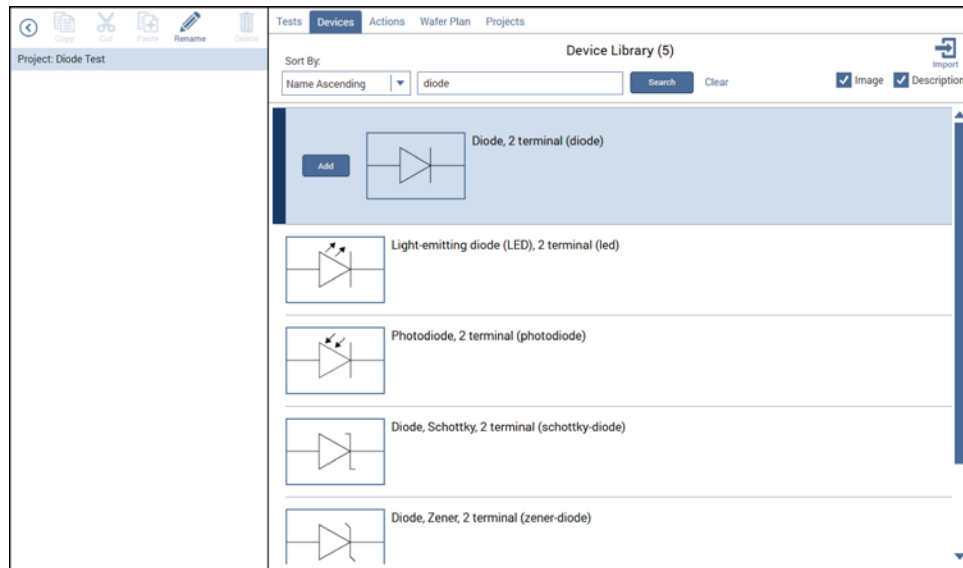 Copy Cut Paste Rename Delete
Project: Diode Test
Tests Devices Actions Wafer Plan Projects
Device Library (5)
Import
Sort By:
Name Ascending diode Search Clear Image Description
Add
Diode, 2 terminal (diode)
Light-emitting diode (LED), 2 terminal (led)
Photodiode, 2 terminal (photodiode)
Diode, Schottky, 2 terminal (schottky-diode)
Diode, Zener, 2 terminal (zener-diode)